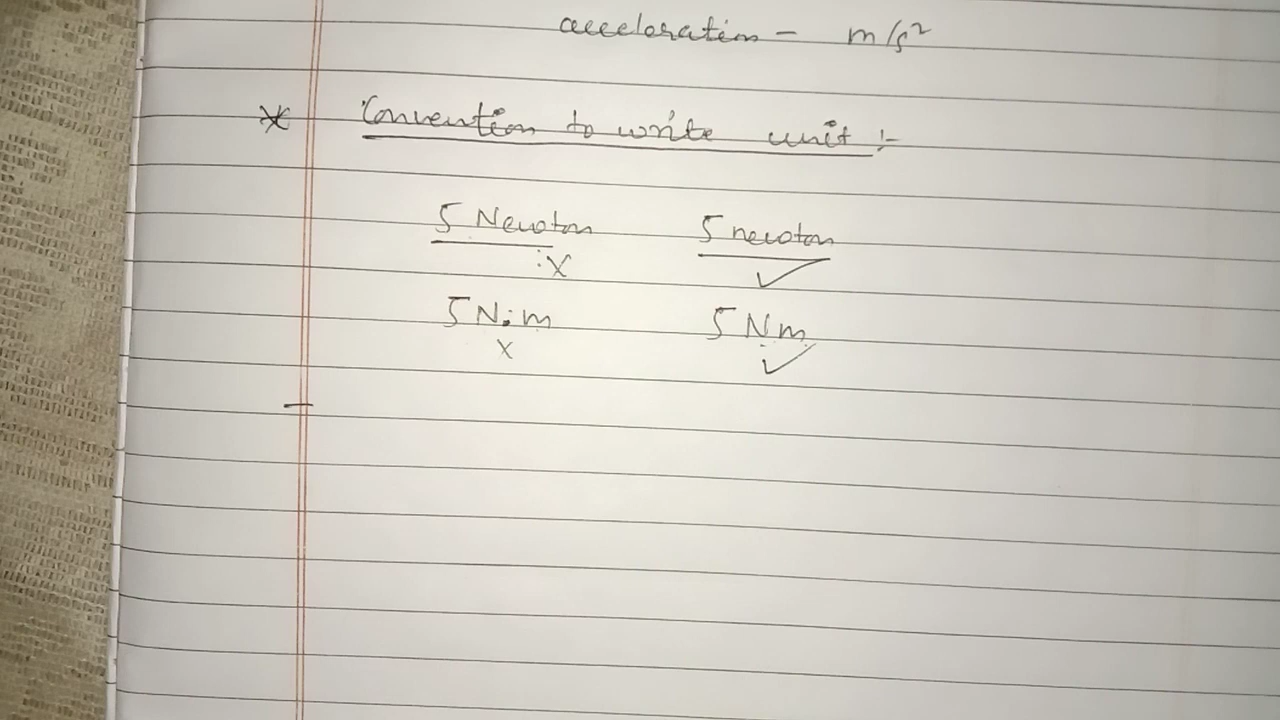 acceleration - m/s²
* Convention to write unit :-
5 Newton 5 newton
X ✓
5 N.m 5 Nm
X ✓